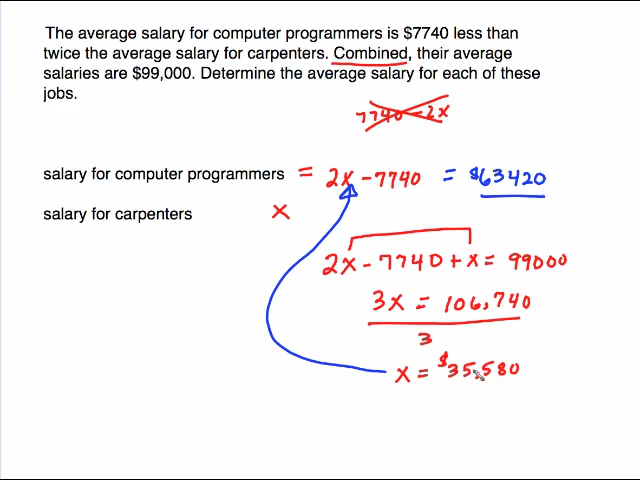 The average salary for computer programmers is $7740 less than
twice the average salary for carpenters. Combined, their average
salaries are $99,000. Determine the average salary for each of these
jobs.
7740 - 2x
salary for computer programmers = 2x - 7740 = $63420
salary for carpenters x
2x - 7740 + x = 99000
3x = 106,740
3
x = $35,580